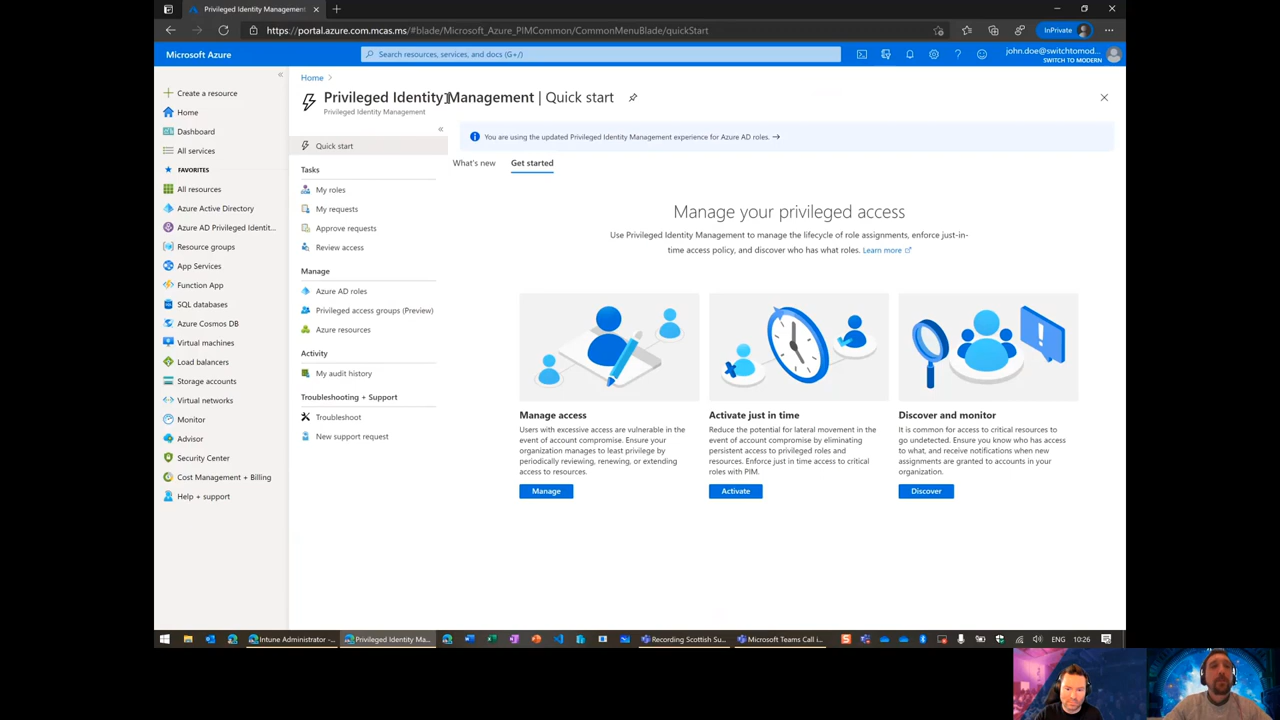 Privileged Identity Management
https://portal.azure.com.mcas.ms/#blade/Microsoft_Azure_PIMCommon/CommonMenuBlade/quickStart
InPrivate
Microsoft Azure
Search resources, services, and docs (G+/)
john.doe@switchtomod...
SWITCH TO MODERN
Create a resource
Home
Dashboard
All services
FAVORITES
All resources
Azure Active Directory
Azure AD Privileged Identit...
Resource groups
App Services
Function App
SQL databases
Azure Cosmos DB
Virtual machines
Load balancers
Storage accounts
Virtual networks
Monitor
Advisor
Security Center
Cost Management + Billing
Help + support
Home
Privileged Identity Management | Quick start
Privileged Identity Management
Quick start
Tasks
My roles
My requests
Approve requests
Review access
Manage
Azure AD roles
Privileged access groups (Preview)
Azure resources
Activity
My audit history
Troubleshooting + Support
Troubleshoot
New support request
You are using the updated Privileged Identity Management experience for Azure AD roles. →
What's new
Get started
Manage your privileged access
Use Privileged Identity Management to manage the lifecycle of role assignments, enforce just-in-
time access policy, and discover who has what roles. Learn more
Manage access
Users with excessive access are vulnerable in the
event of account compromise. Ensure your
organization manages to least privilege by
periodically reviewing, renewing, or extending
access to resources.
Manage
Activate just in time
Reduce the potential for lateral movement in the
event of account compromise by eliminating
persistent access to privileged roles and
resources. Enforce just in time access to critical
roles with PIM.
Activate
Discover and monitor
It is common for access to critical resources to
go undetected. Ensure you know who has access
to what, and receive notifications when new
assignments are granted to accounts in your
organization.
Discover
Intune Administrator -...
Privileged Identity Ma...
Recording Scottish Su...
Microsoft Teams Call i...
ENG
10:26